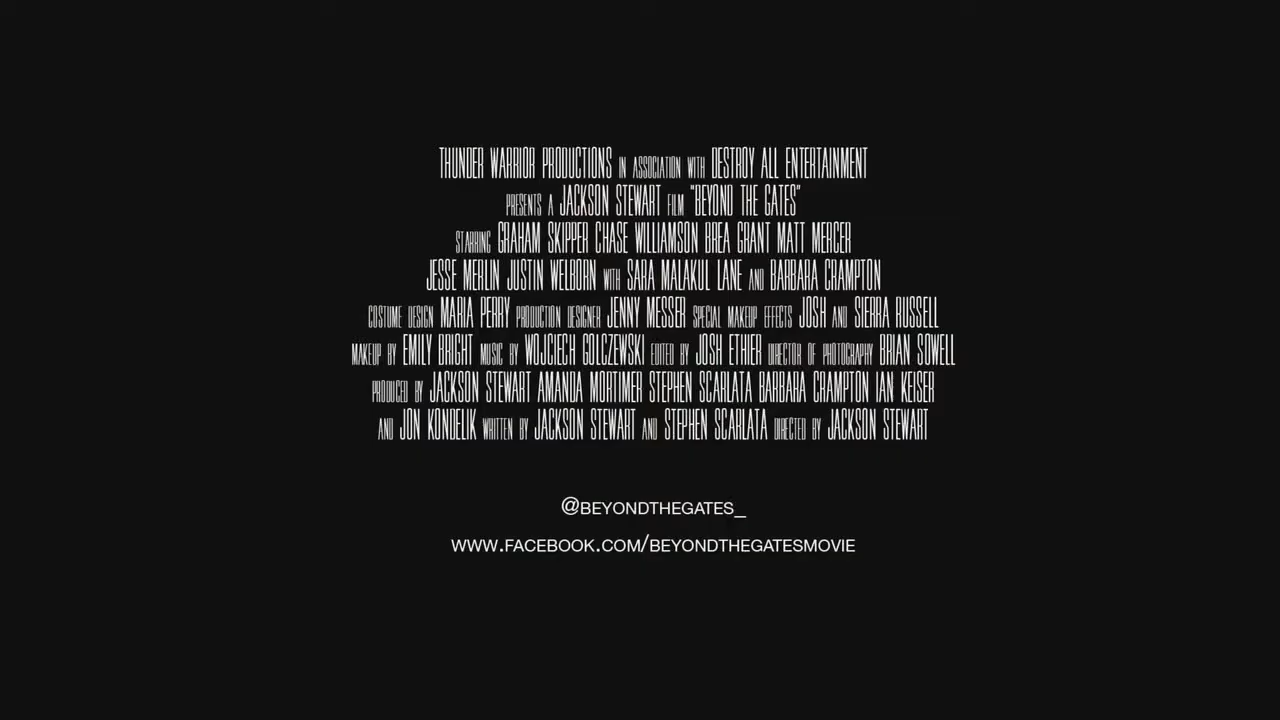 THUNDER WARRIOR PRODUCTIONS IN ASSOCIATION WITH DESTROY ALL ENTERTAINMENT
PRESENTS A JACKSON STEWART FILM "BEYOND THE GATES"
STARRING GRAHAM SKIPPER CHASE WILLIAMSON BREA GRANT MATT MERCER
JESSE MERLIN JUSTIN WELBORN WITH SARA MALAKUL LANE AND BARBARA CRAMPTON
COSTUME DESIGN MARIA PERRY PRODUCTION DESIGNER JENNY MESSER SPECIAL MAKEUP EFFECTS JOSH AND SIERRA RUSSELL
MAKEUP BY EMILY BRIGHT MUSIC BY WOJCIECH GOLCZEWSKI EDITED BY JOSH ETHIER DIRECTOR OF PHOTOGRAPHY BRIAN SOWELL
PRODUCED BY JACKSON STEWART AMANDA MORTIMER STEPHEN SCARLATA BARBARA CRAMPTON IAN KEISER
AND JON KONDELIK WRITTEN BY JACKSON STEWART AND STEPHEN SCARLATA DIRECTED BY JACKSON STEWART
@BEYONDTHEGATES_
WWW.FACEBOOK.COM/BEYONDTHEGATESMOVIE